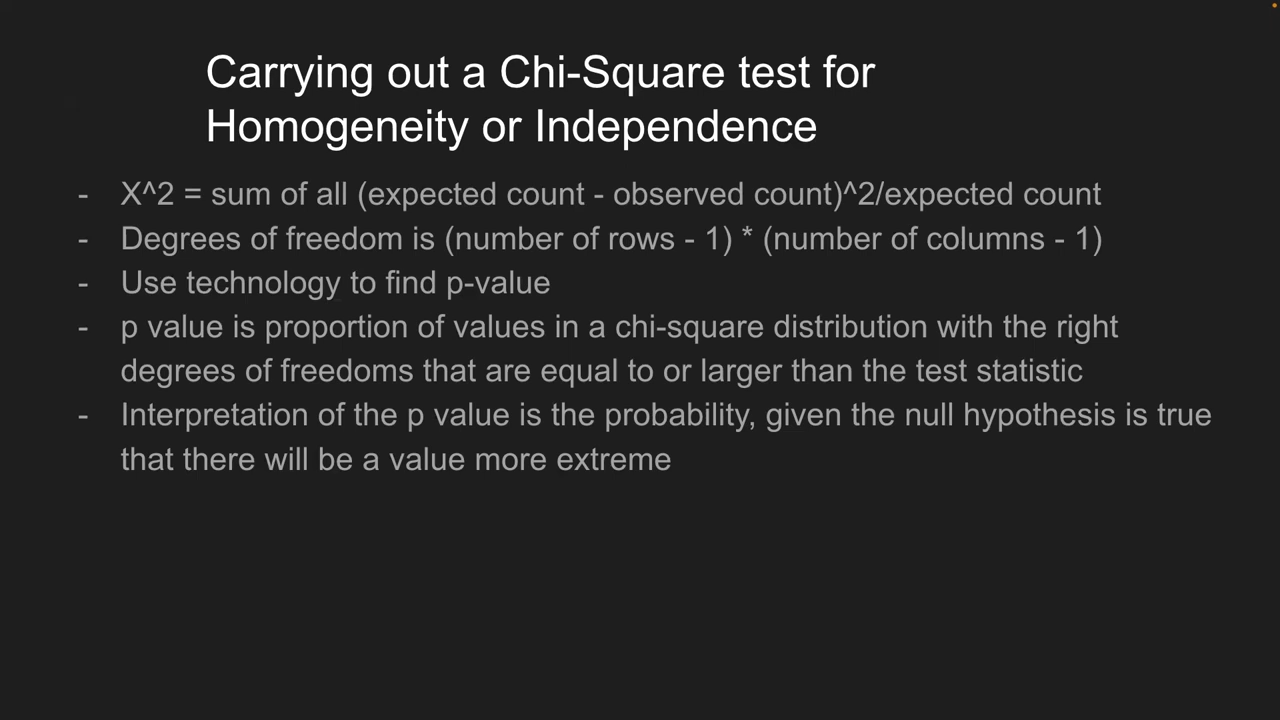 Carrying out a Chi-Square test for
Homogeneity or Independence
- X^2 = sum of all (expected count - observed count)^2/expected count
- Degrees of freedom is (number of rows - 1) * (number of columns - 1)
- Use technology to find p-value
- p value is proportion of values in a chi-square distribution with the right
degrees of freedoms that are equal to or larger than the test statistic
- Interpretation of the p value is the probability, given the null hypothesis is true
that there will be a value more extreme